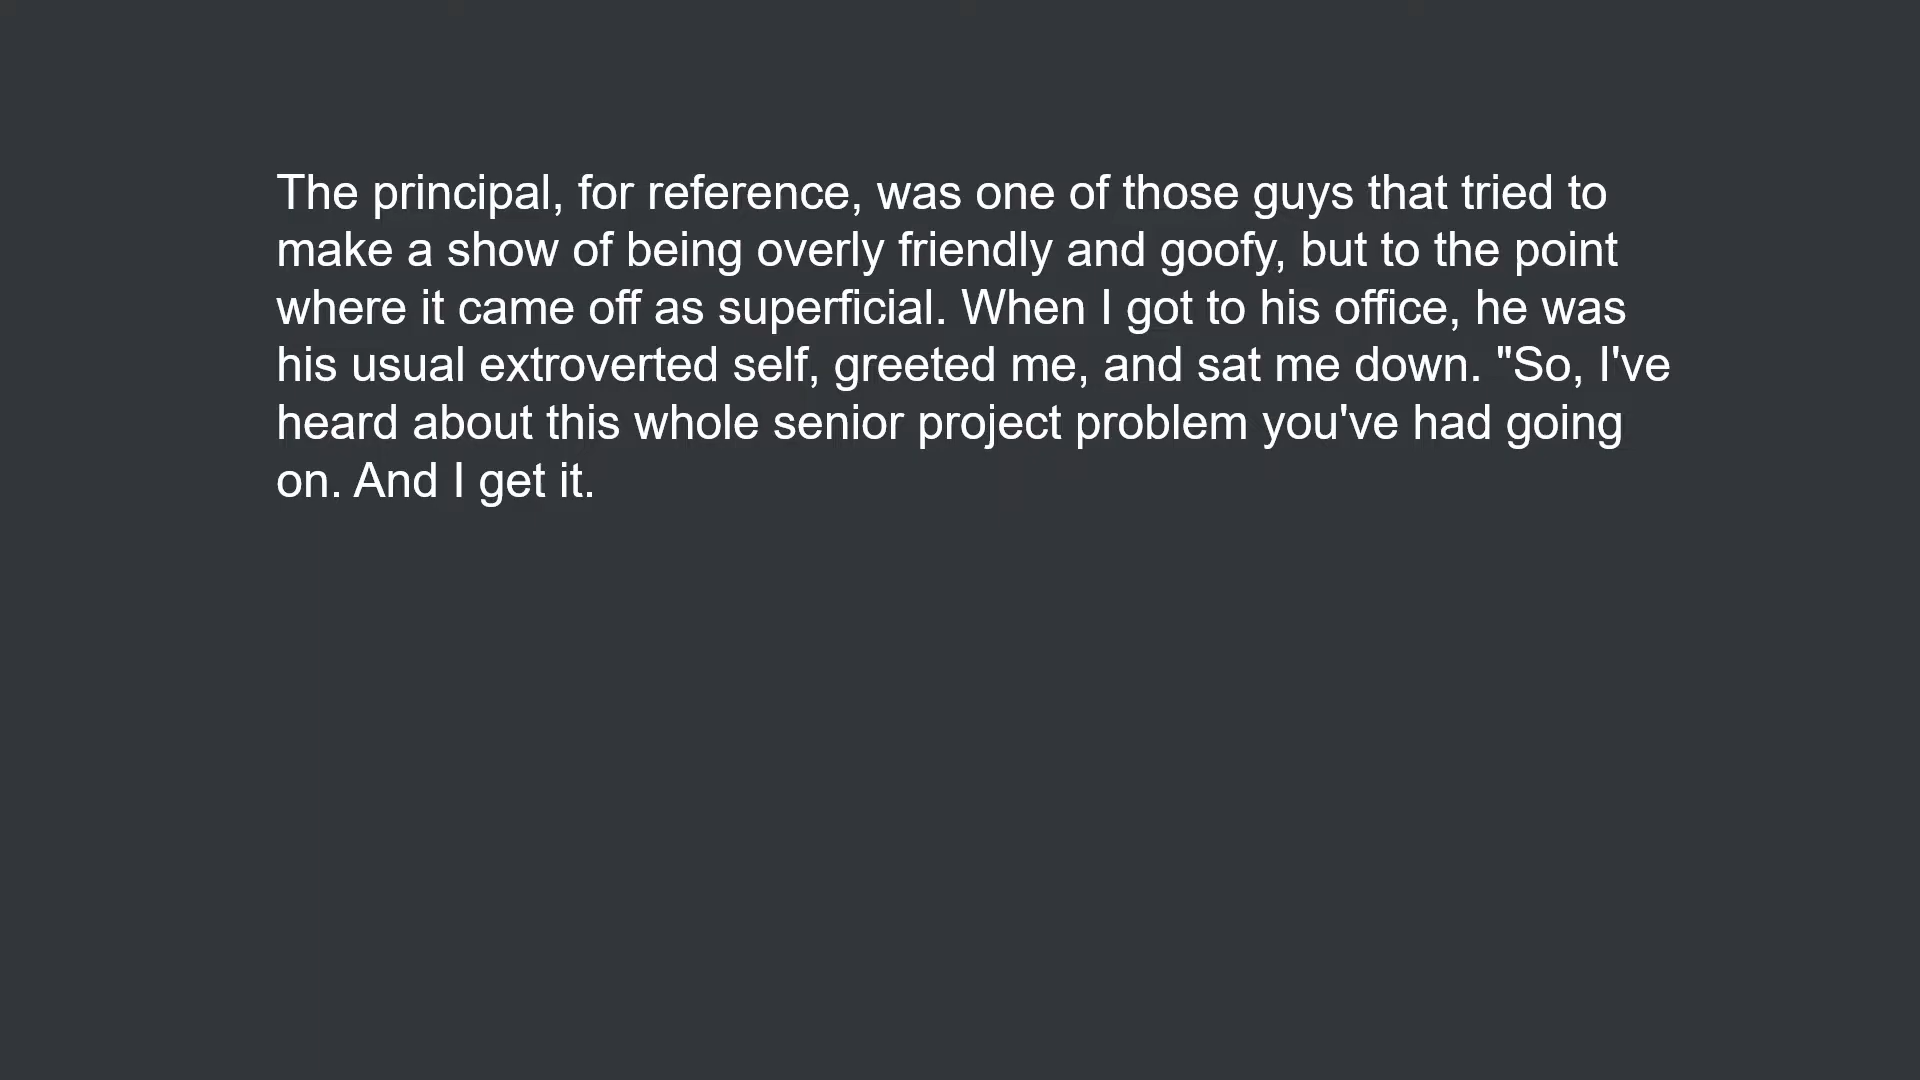 The principal, for reference, was one of those guys that tried to
make a show of being overly friendly and goofy, but to the point
where it came off as superficial. When I got to his office, he was
his usual extroverted self, greeted me, and sat me down. "So, I've
heard about this whole senior project problem you've had going
on. And I get it.